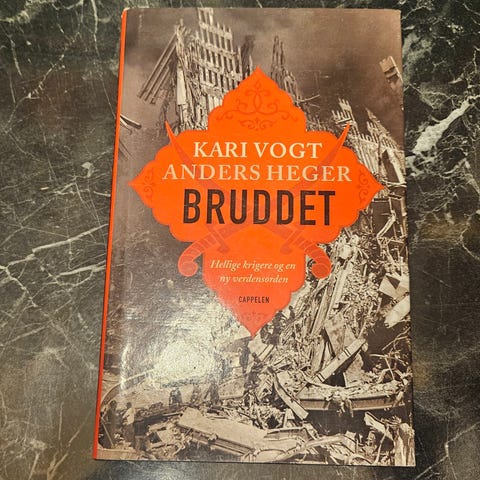 KARI VOGT
ANDERS HEGER
BRUDDET
Hellige krigere og en
ny verdensorden
CAPPELEN